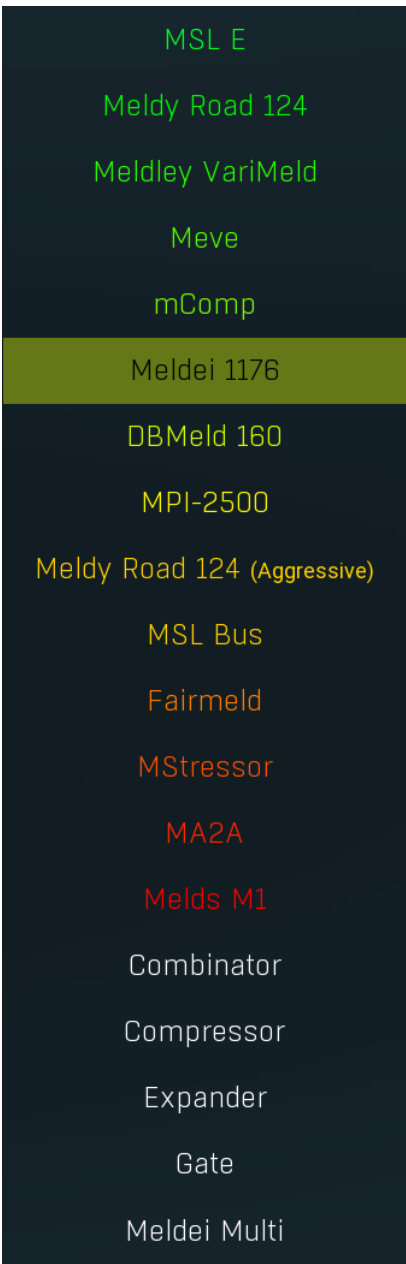 MSL E
Meldy Road 124
Meldley VariMeld
Meve
mComp
Meldei 1176
DBMeld 160
MPI-2500
Meldy Road 124 (Aggressive)
MSL Bus
Fairmeld
MStressor
MA2A
Melds M1
Combinator
Compressor
Expander
Gate
Meldei Multi